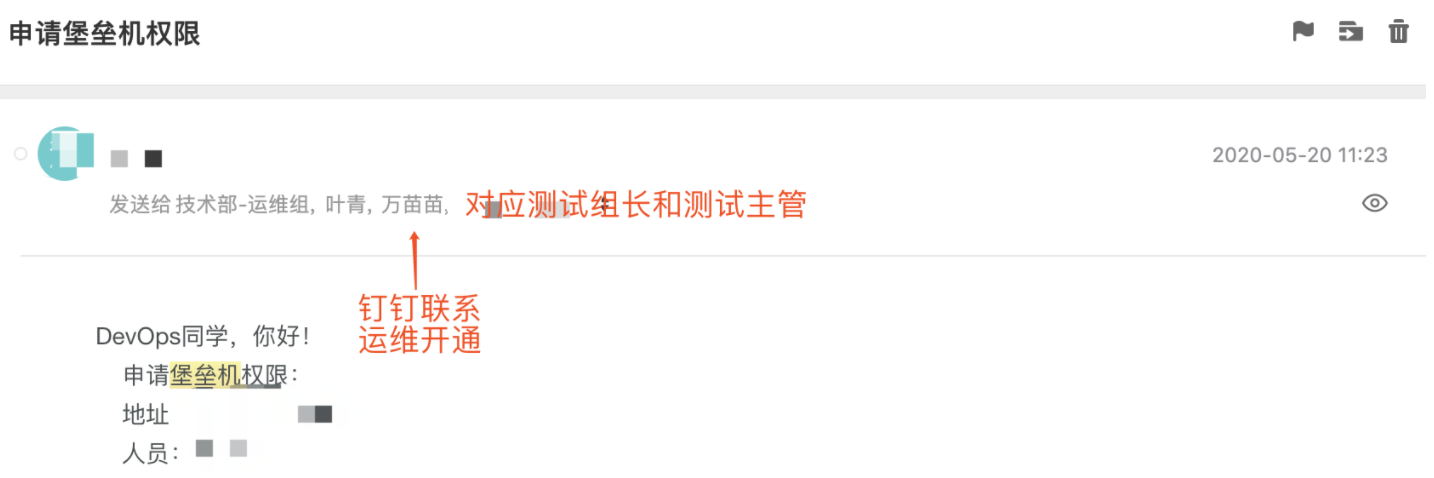 申请堡垒机权限
2020-05-20 11:23
发送给 技术部-运维组, 叶青, 万苗苗, 对应测试组长和测试主管
钉钉联系
运维开通
DevOps同学，你好！
申请堡垒机权限：
地址
人员：